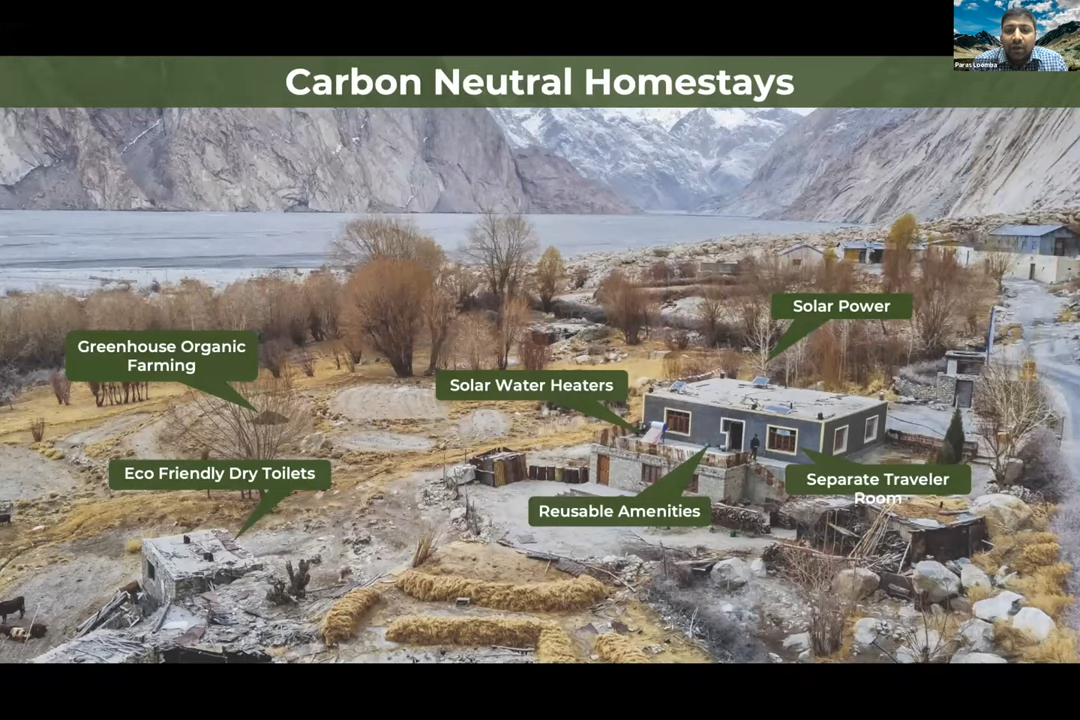 Paras Loomba
Carbon Neutral Homestays
Solar Power
Greenhouse Organic
Farming
Solar Water Heaters
Eco Friendly Dry Toilets
Separate Traveler
Room
Reusable Amenities